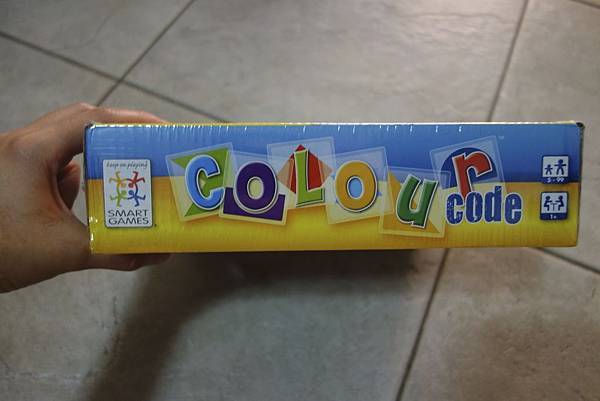 keep on playing
SMART
GAMES
colour
code
5 - 99
1+